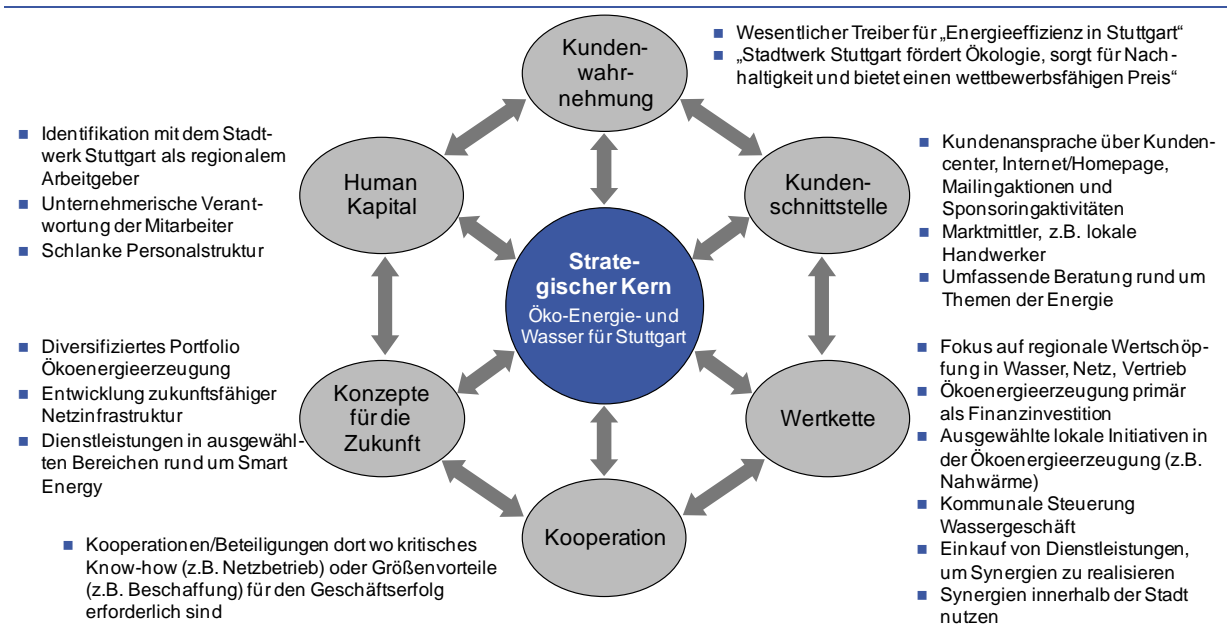 Kunden-
wahr-
nehmung
■ Wesentlicher Treiber für „Energieeffizienz in Stuttgart“
■ „Stadtwerk Stuttgart fördert Ökologie, sorgt für Nach-
haltigkeit und bietet einen wettbewerbsfähigen Preis“
■ Identifikation mit dem Stadt-
werk Stuttgart als regionalem
Arbeitgeber
■ Unternehmerische Verant-
wortung der Mitarbeiter
■ Schlanke Personalstruktur
Human
Kapital
Kunden-
schnittstelle
■ Kundenansprache über Kunden-
center, Internet/Homepage,
Mailingaktionen und
Sponsoringaktivitäten
■ Marktmittler, z.B. lokale
Handwerker
■ Umfassende Beratung rund um
Themen der Energie
Strate-
gischer Kern
Öko-Energie- und
Wasser für Stuttgart
■ Diversifiziertes Portfolio
Ökoenergieerzeugung
■ Entwicklung zukunftsfähiger
Netzinfrastruktur
■ Dienstleistungen in ausgewähl-
ten Bereichen rund um Smart
Energy
Konzepte
für die
Zukunft
Wertkette
■ Fokus auf regionale Wertschöp-
fung in Wasser, Netz, Vertrieb
■ Ökoenergieerzeugung primär
als Finanzinvestition
■ Ausgewählte lokale Initiativen in
der Ökoenergieerzeugung (z.B.
Nahwärme)
■ Kommunale Steuerung
Wassergeschäft
■ Einkauf von Dienstleistungen,
um Synergien zu realisieren
■ Synergien innerhalb der Stadt
nutzen
Kooperation
■ Kooperationen/Beteiligungen dort wo kritisches
Know-how (z.B. Netzbetrieb) oder Größenvorteile
(z.B. Beschaffung) für den Geschäftserfolg
erforderlich sind